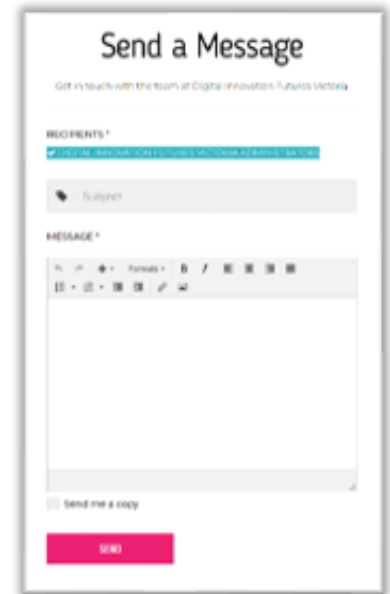 Send a Message
Get in touch with the team at Digital Innovation Futures Victoria
RECIPIENTS *
DIGITAL INNOVATION FUTURES VICTORIA ADMINISTRATORS
Subject
MESSAGE *
Formats
B I
Send me a copy
SEND